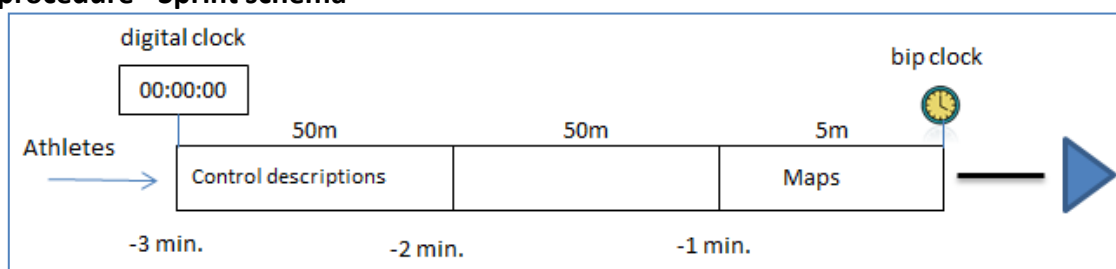 procedure - Sprint schema
digital clock
bip clock
00:00:00
50m
50m
5m
Athletes
Control descriptions
Maps
-3 min.
-2 min.
-1 min.